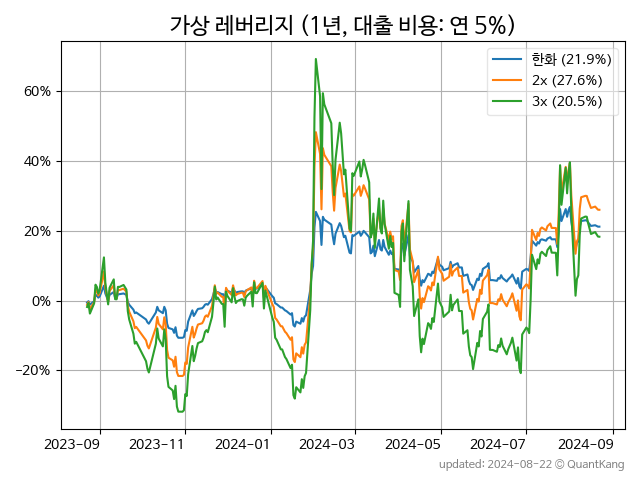 가상 레버리지 (1년, 대출 비용: 연 5%)
한화 (21.9%)
2x (27.6%)
3x (20.5%)
60%
40%
20%
0%
−20%
2023-09 2023-11 2024-01 2024-03 2024-05 2024-07 2024-09
updated: 2024-08-22 © QuantKang